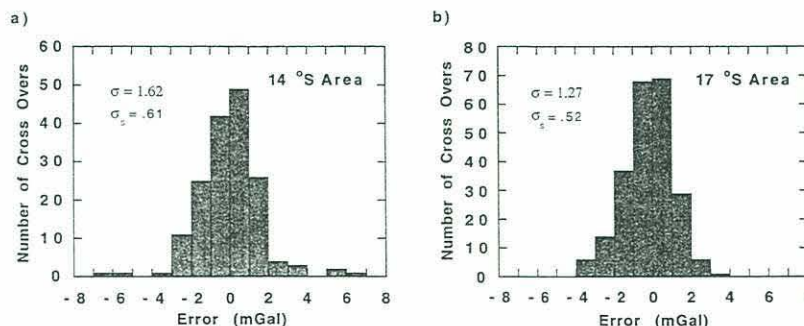 a)
60
50
40
30
20
10
0
Number of Cross Overs
σ = 1.62
σs = .61
14 °S Area
-8 -6 -4 -2 0 2 4 6 8
Error (mGal)
b)
80
70
60
50
40
30
20
10
0
Number of Cross Overs
σ = 1.27
σs = .52
17 °S Area
-8 -6 -4 -2 0 2 4 6 8
Error (mGal)